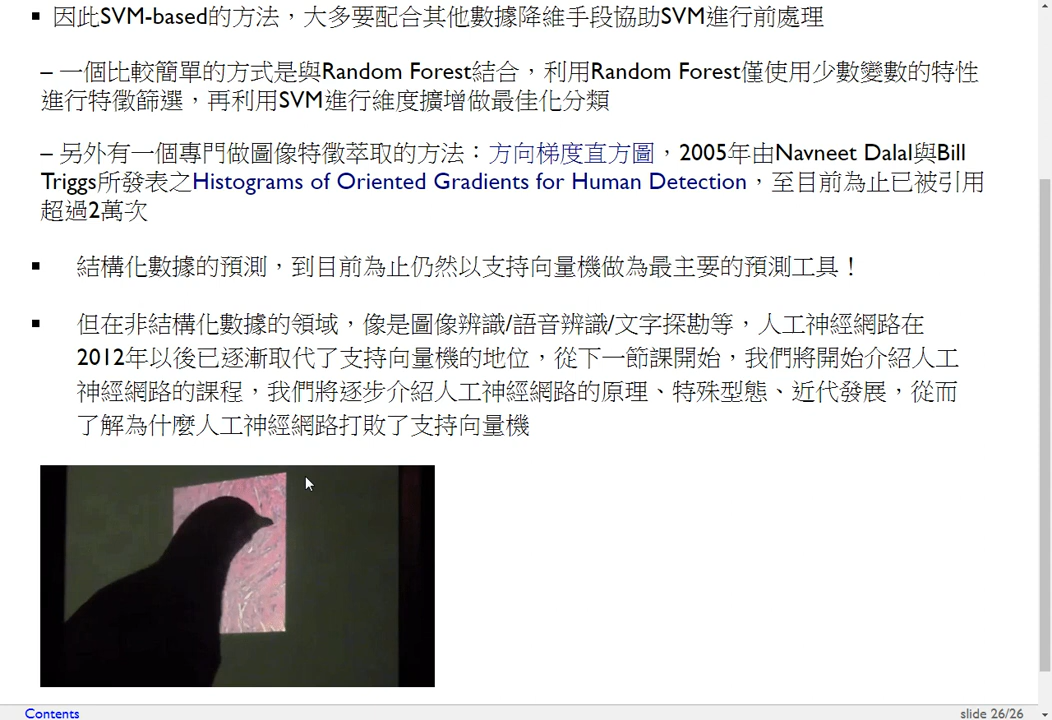 ▪ 因此SVM-based的方法，大多要配合其他數據降維手段協助SVM進行前處理
– 一個比較簡單的方式是與Random Forest結合，利用Random Forest僅使用少數變數的特性
進行特徵篩選，再利用SVM進行維度擴增做最佳化分類
– 另外有一個專門做圖像特徵萃取的方法：方向梯度直方圖，2005年由Navneet Dalal與Bill
Triggs所發表之Histograms of Oriented Gradients for Human Detection，至目前為止已被引用
超過2萬次
▪ 結構化數據的預測，到目前為止仍然以支持向量機做為最主要的預測工具！
▪ 但在非結構化數據的領域，像是圖像辨識/語音辨識/文字探勘等，人工神經網路在
2012年以後已逐漸取代了支持向量機的地位，從下一節課開始，我們將開始介紹人工
神經網路的課程，我們將逐步介紹人工神經網路的原理、特殊型態、近代發展，從而
了解為什麼人工神經網路打敗了支持向量機
Contents
slide 26/26